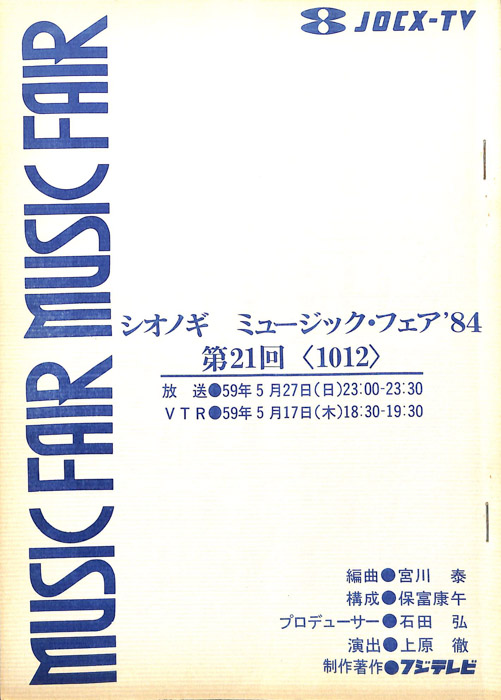 JOCX-TV
MUSIC FAIR MUSIC FAIR
シオノギ ミュージック・フェア'84
第21回〈1012〉
放 送●59年5月27日(日)23:00-23:30
VTR●59年5月17日(木)18:30-19:30
編曲●宮川 泰
構成●保富康午
プロデューサー●石田 弘
演出●上原 徹
制作著作●フジテレビ